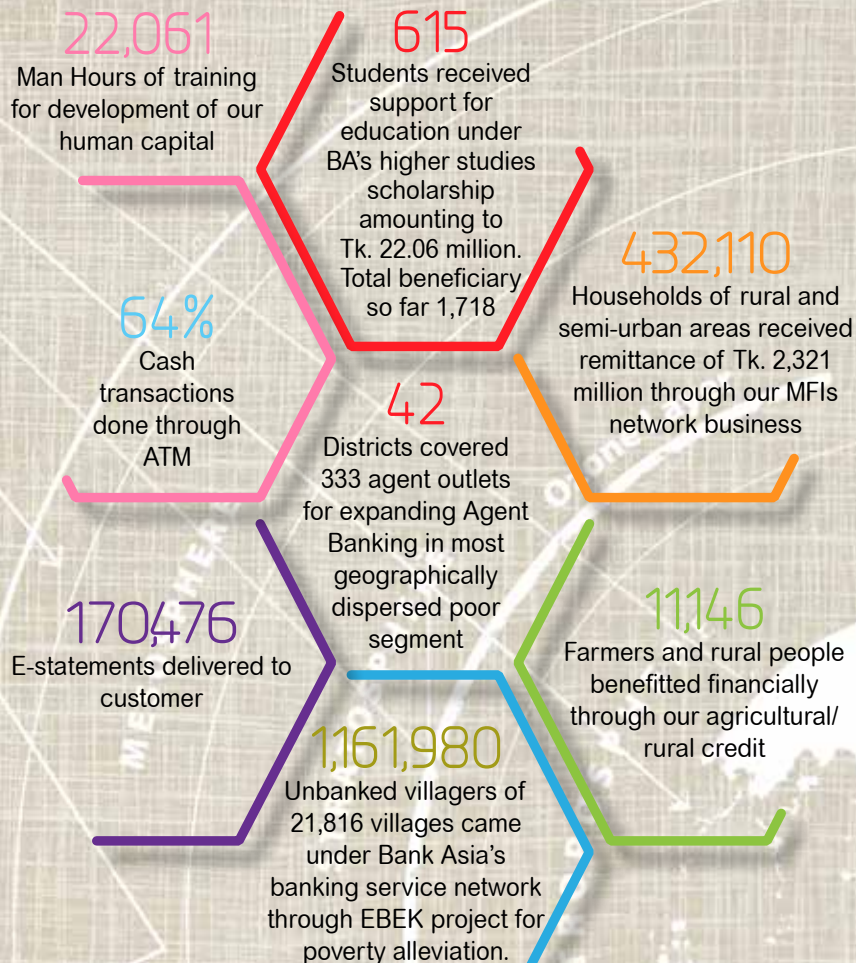 22,061
Man Hours of training
for development of our
human capital
615
Students received
support for
education under
BA's higher studies
scholarship
amounting to
Tk. 22.06 million.
Total beneficiary
so far 1,718
432,110
Households of rural and
semi-urban areas received
remittance of Tk. 2,321
million through our MFIs
network business
64%
Cash
transactions
done through
ATM
42
Districts covered
333 agent outlets
for expanding Agent
Banking in most
geographically
dispersed poor
segment
170,476
E-statements delivered to
customer
11,146
Farmers and rural people
benefitted financially
through our agricultural/
rural credit
1,161,980
Unbanked villagers of
21,816 villages came
under Bank Asia's
banking service network
through EBEK project for
poverty alleviation.